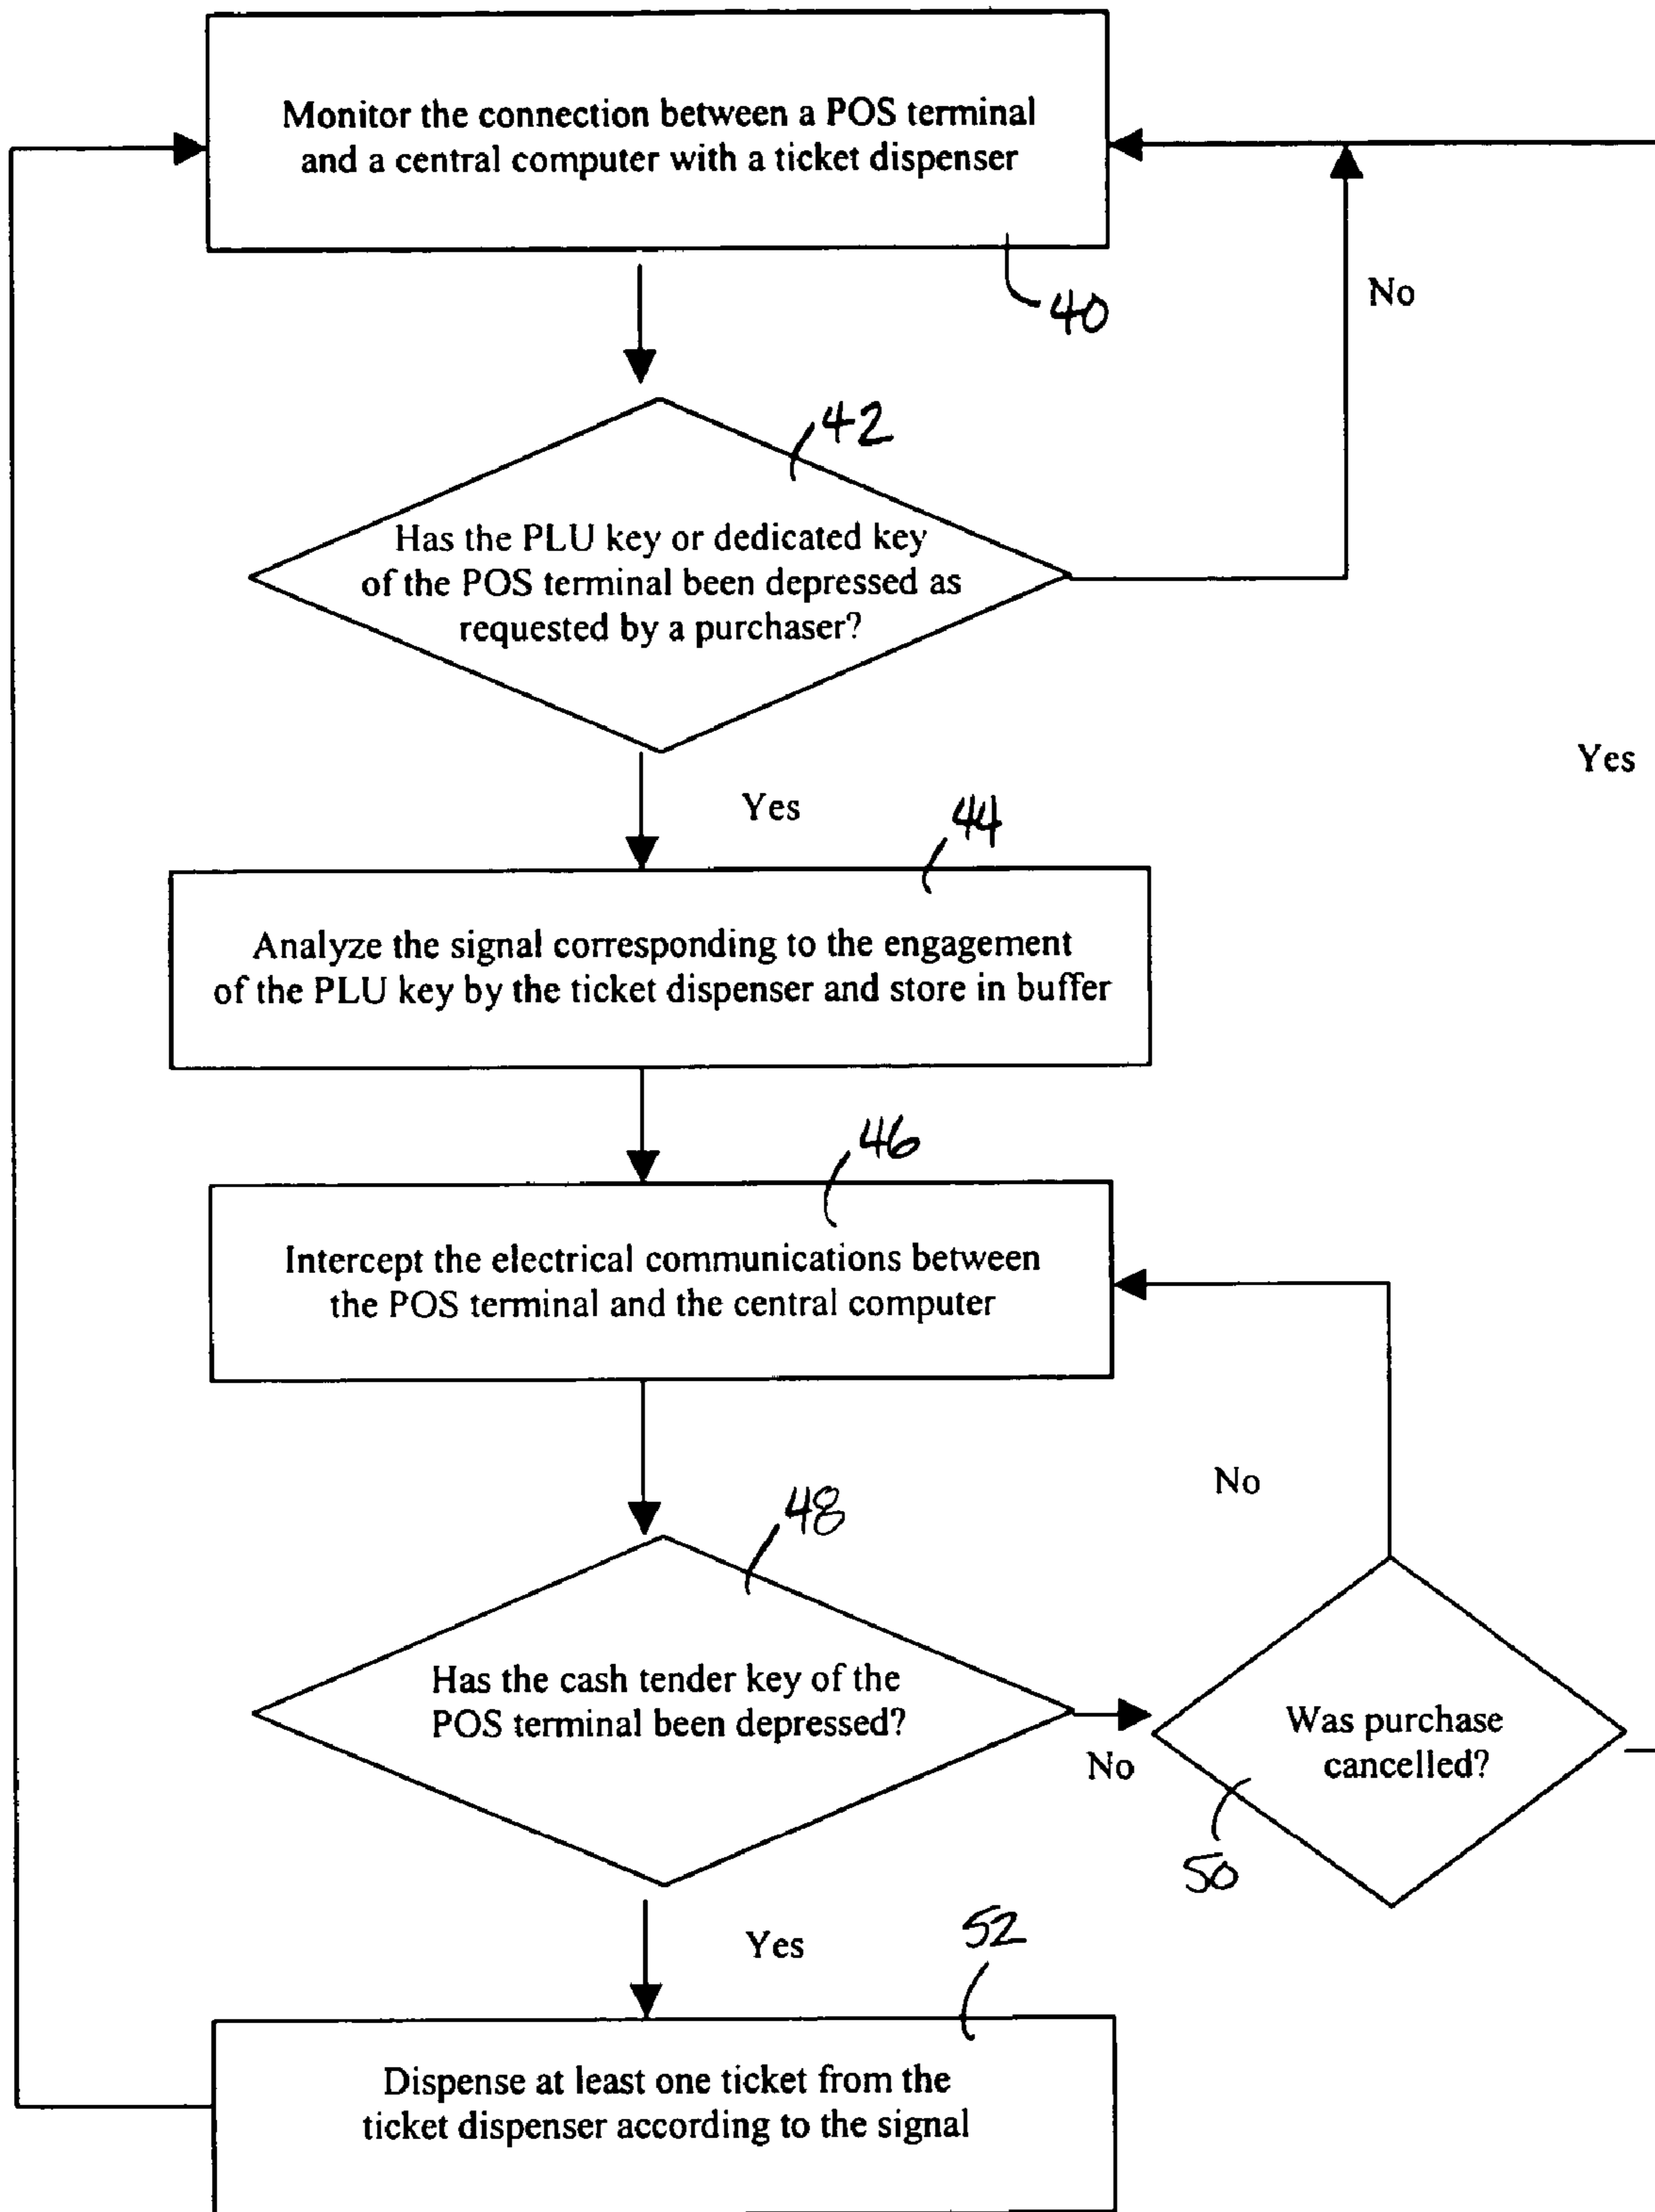 Monitor the connection between a POS terminal
and a central computer with a ticket dispenser
40
No
42
Has the PLU key or dedicated key
of the POS terminal been depressed as
requested by a purchaser?
Yes
Yes
44
Analyze the signal corresponding to the engagement
of the PLU key by the ticket dispenser and store in buffer
46
Intercept the electrical communications between
the POS terminal and the central computer
No
48
Has the cash tender key of the
POS terminal been depressed?
No
Was purchase
cancelled?
50
Yes
52
Dispense at least one ticket from the
ticket dispenser according to the signal